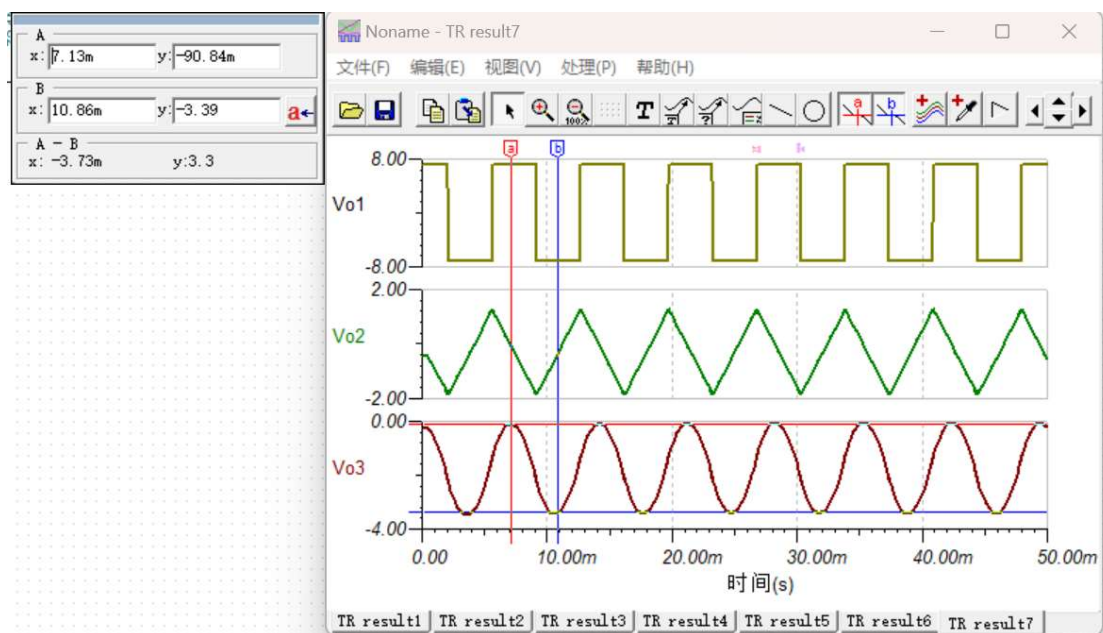 A
x: 7.13m y: -90.84m
B
x: 10.86m y: -3.39 a←
A - B
x: -3.73m y:3.3
Noname - TR result7
文件(F) 编辑(E) 视图(V) 处理(P) 帮助(H)
100% T a b
a b
8.00
Vo1
-8.00
2.00
Vo2
-2.00
0.00
Vo3
-4.00
0.00 10.00m 20.00m 30.00m 40.00m 50.00m
时间(s)
TR result1 TR result2 TR result3 TR result4 TR result5 TR result6 TR result7